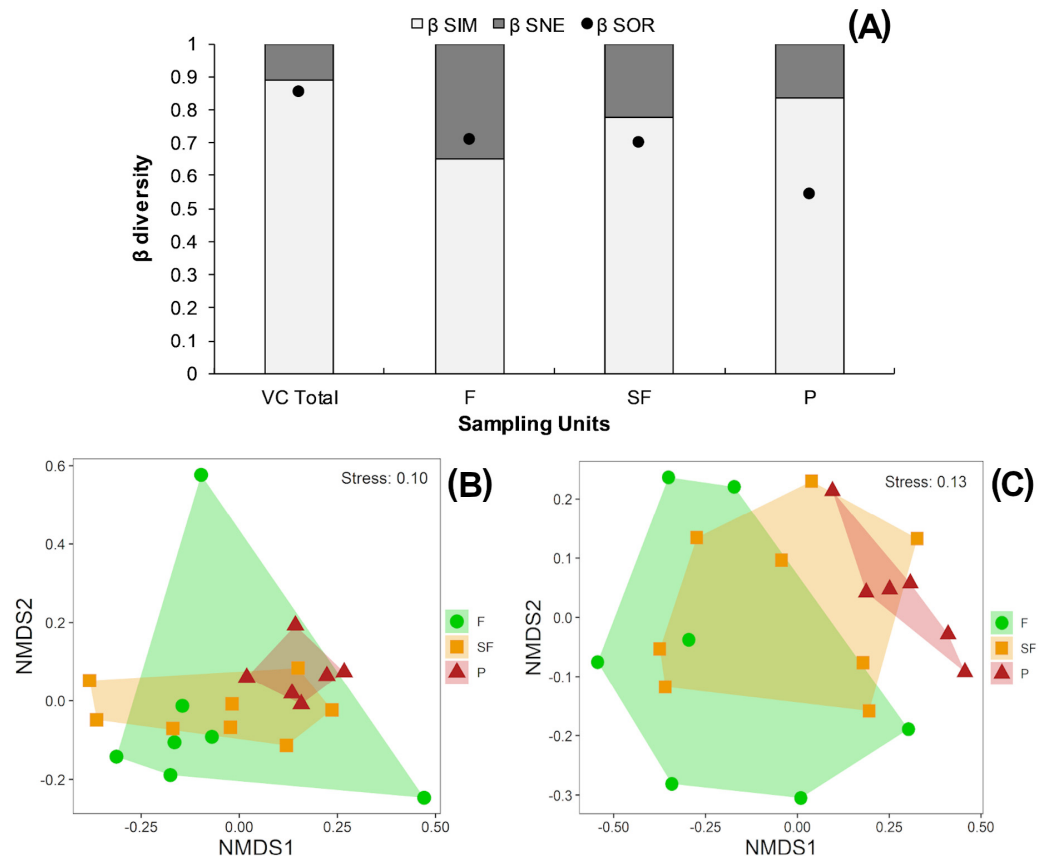 β SIM β SNE β SOR
(A)
β diversity
1
0.9
0.8
0.7
0.6
0.5
0.4
0.3
0.2
0.1
0
VC Total F SF P
Sampling Units
(B)
Stress: 0.10
NMDS2
0.6
0.4
0.2
0.0
-0.2
-0.25 0.00 0.25 0.50
NMDS1
F
SF
P
(C)
Stress: 0.13
NMDS2
0.2
0.1
0.0
-0.1
-0.2
-0.3
-0.50 -0.25 0.00 0.25 0.50
NMDS1
F
SF
P